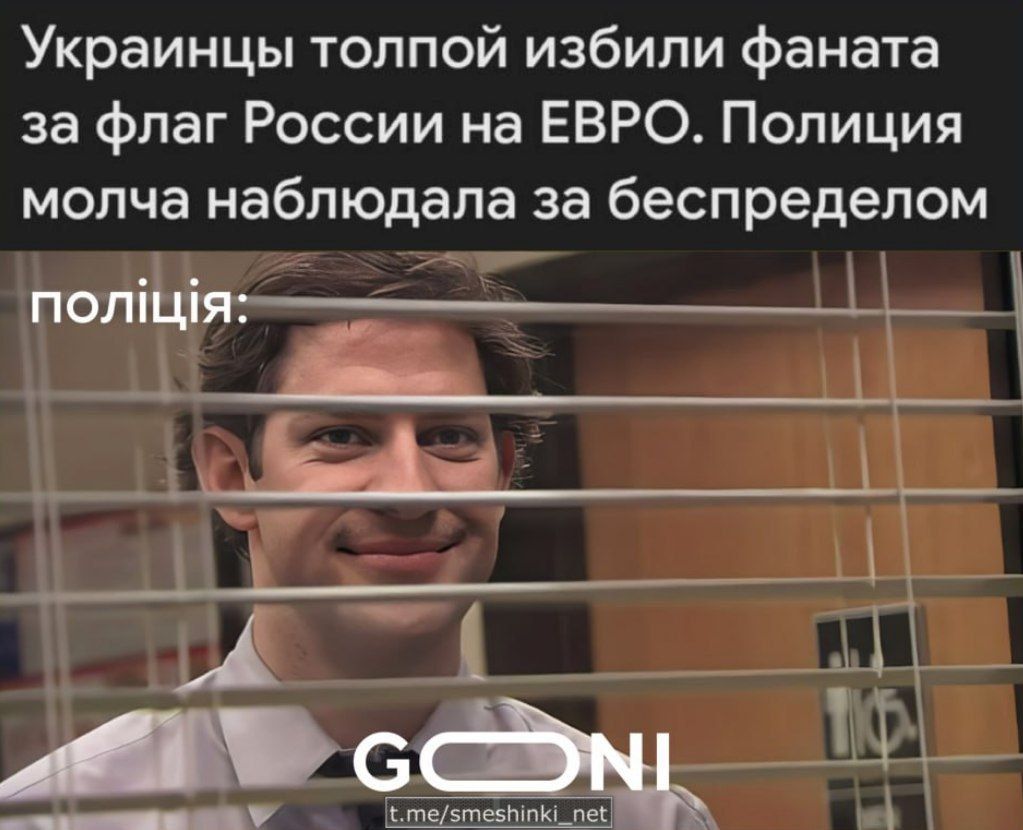 Украинцы толпой избили фаната
за флаг России на ЕВРО. Полиция
молча наблюдала за беспределом
поліція:
GOONI
t.me/smeshinki_net